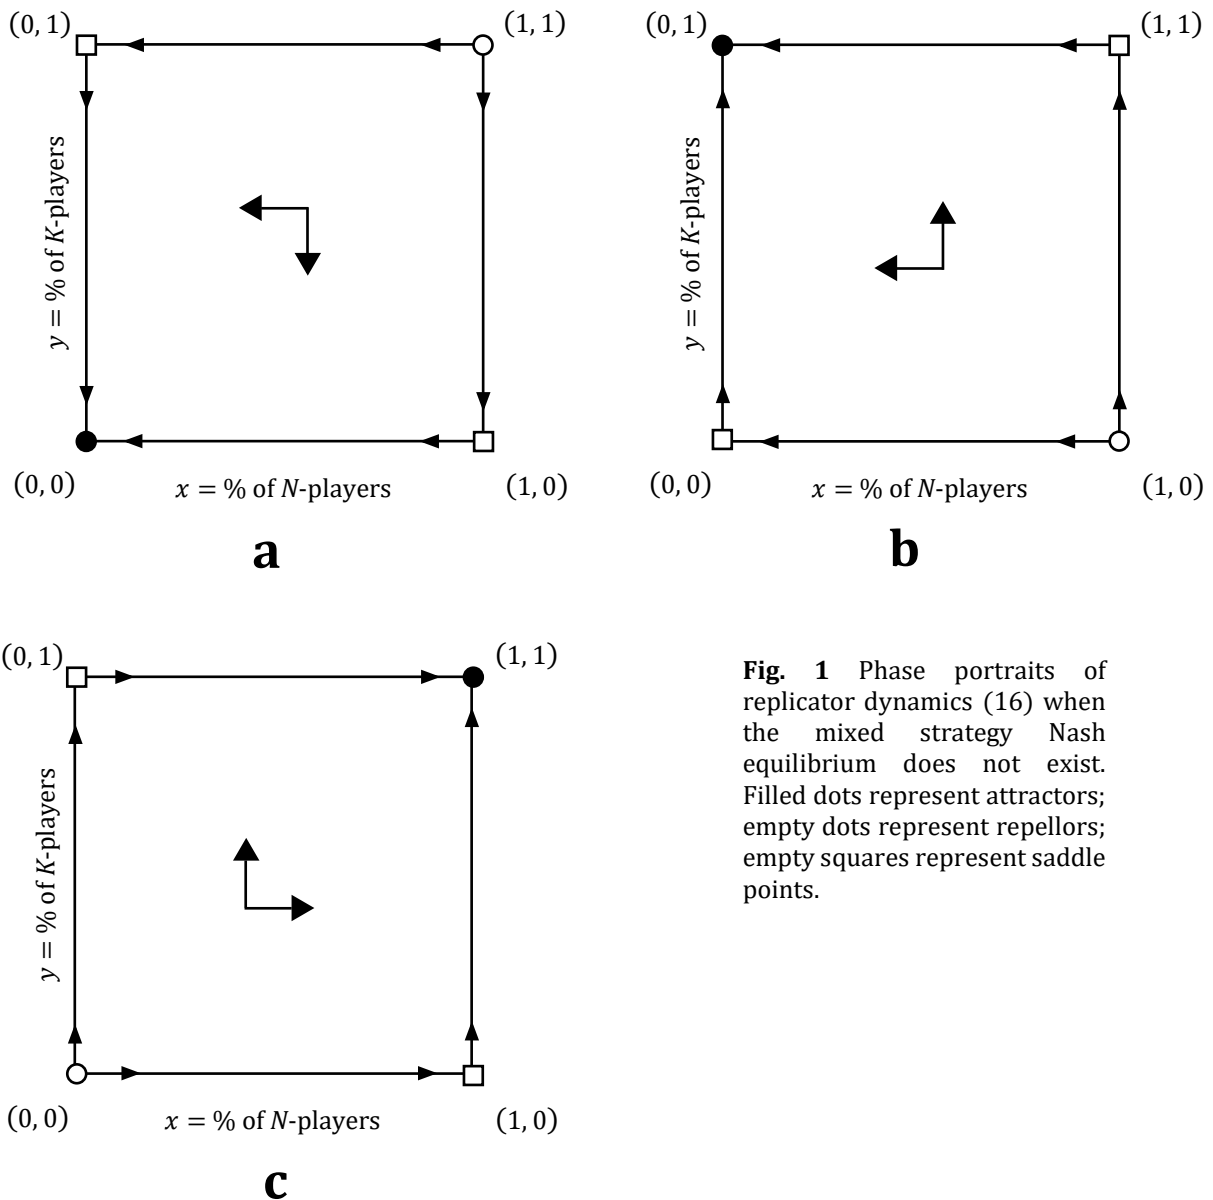 (0, 1)
(1, 1)
y = % of K-players
(0, 0)
x = % of N-players
(1, 0)
a
(0, 1)
(1, 1)
y = % of K-players
(0, 0)
x = % of N-players
(1, 0)
b
(0, 1)
(1, 1)
y = % of K-players
(0, 0)
x = % of N-players
(1, 0)
c
Fig. 1 Phase portraits of
replicator dynamics (16) when
the mixed strategy Nash
equilibrium does not exist.
Filled dots represent attractors;
empty dots represent repellors;
empty squares represent saddle
points.